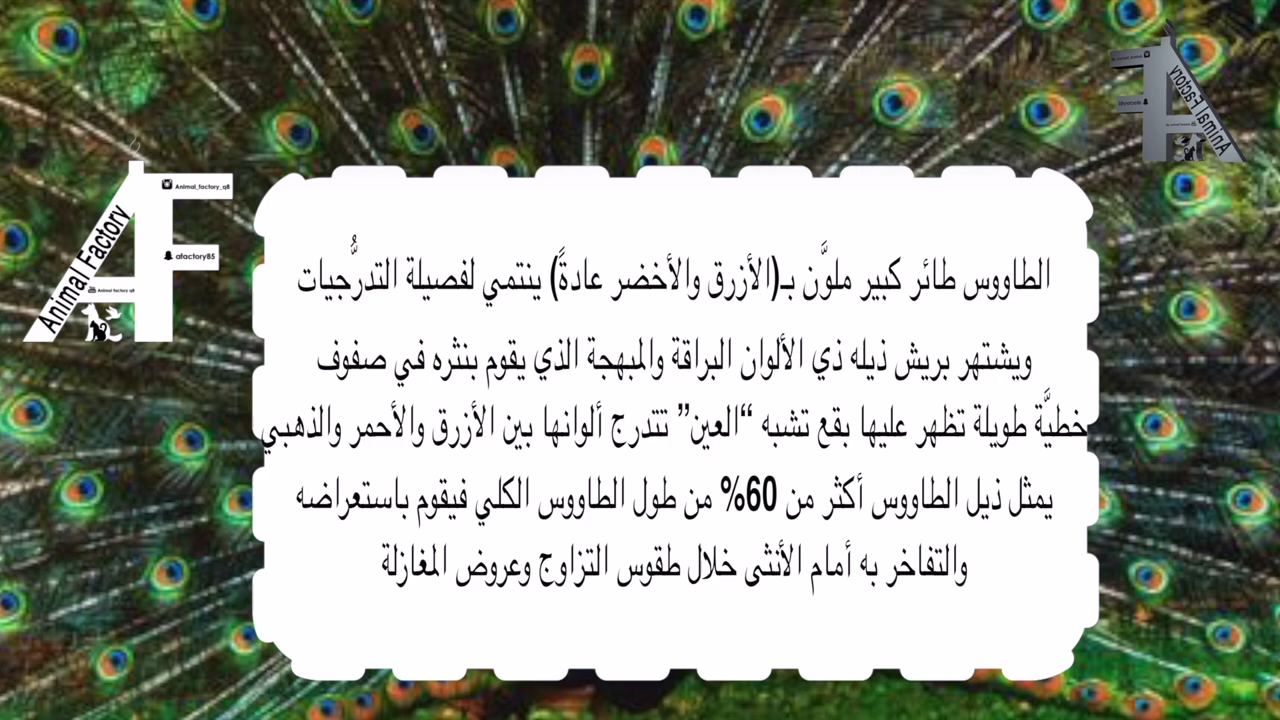 الطاووس طائر كبير ملوَّن بـ(الأزرق والأخضر عادةً) ينتمي لفصيلة التدرُّجيات
ويشتهر بريش ذيله ذي الألوان البراقة والمبهجة الذي يقوم بنثره في صفوف
خطيَّة طويلة تظهر عليها بقع تشبه “العين” تتدرج ألوانها بين الأزرق والأحمر والذهبي
يمثل ذيل الطاووس أكثر من 60% من طول الطاووس الكلي فيقوم باستعراضه
والتفاخر به أمام الأنثى خلال طقوس التزاوج وعروض المغازلة
AF
Animal Factory
Animal_factory_q8
afactory85
Animal factory q8
Animal Factory